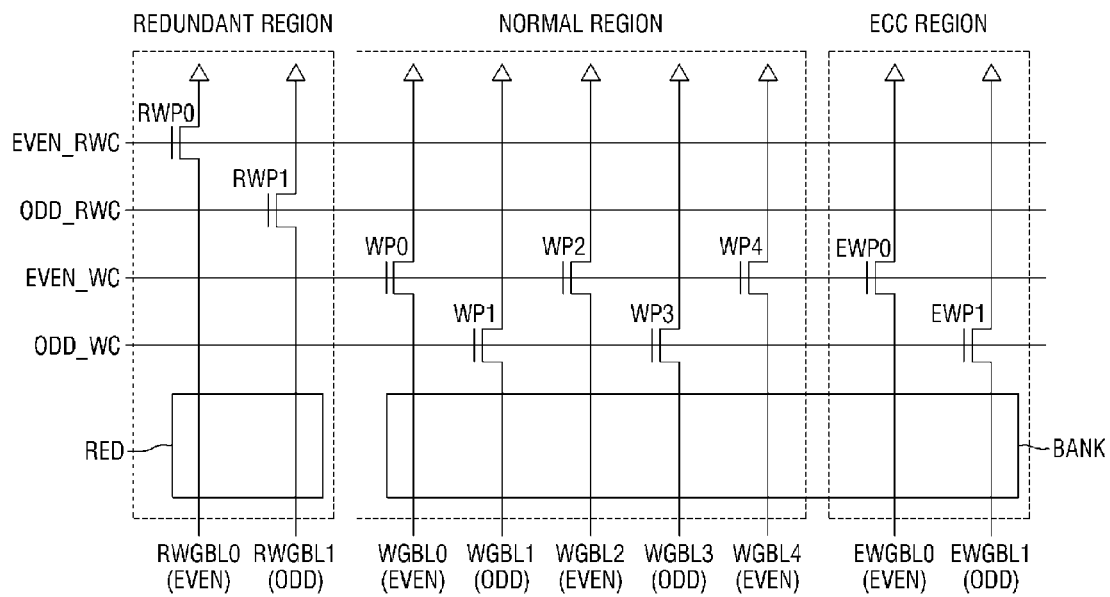 REDUNDANT REGION
NORMAL REGION
ECC REGION
RWP0
EVEN_RWC
RWP1
ODD_RWC
WP0
WP2
WP4
EWP0
EVEN_WC
WP1
WP3
EWP1
ODD_WC
RED
BANK
RWGBL0
(EVEN)
RWGBL1
(ODD)
WGBL0
(EVEN)
WGBL1
(ODD)
WGBL2
(EVEN)
WGBL3
(ODD)
WGBL4
(EVEN)
EWGBL0
(EVEN)
EWGBL1
(ODD)